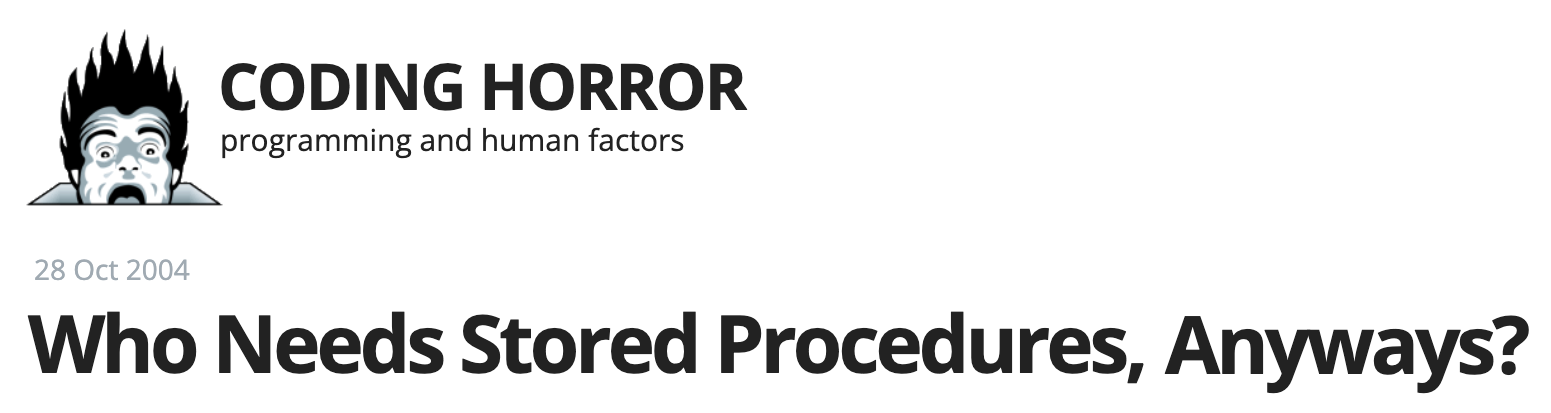 CODING HORROR
programming and human factors
28 Oct 2004
Who Needs Stored Procedures, Anyways?